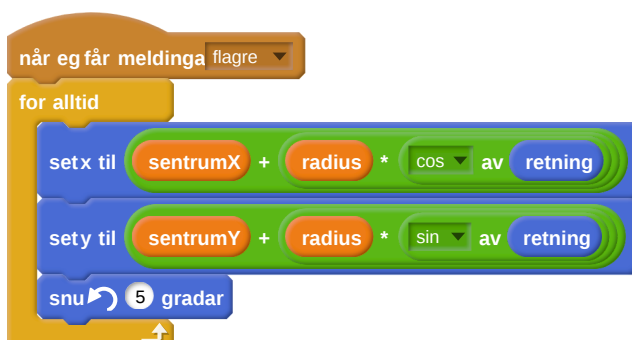 når eg får meldinga flagre
for alltid
set x til sentrumX + radius * cos av retning
set y til sentrumY + radius * sin av retning
snu 5 gradar